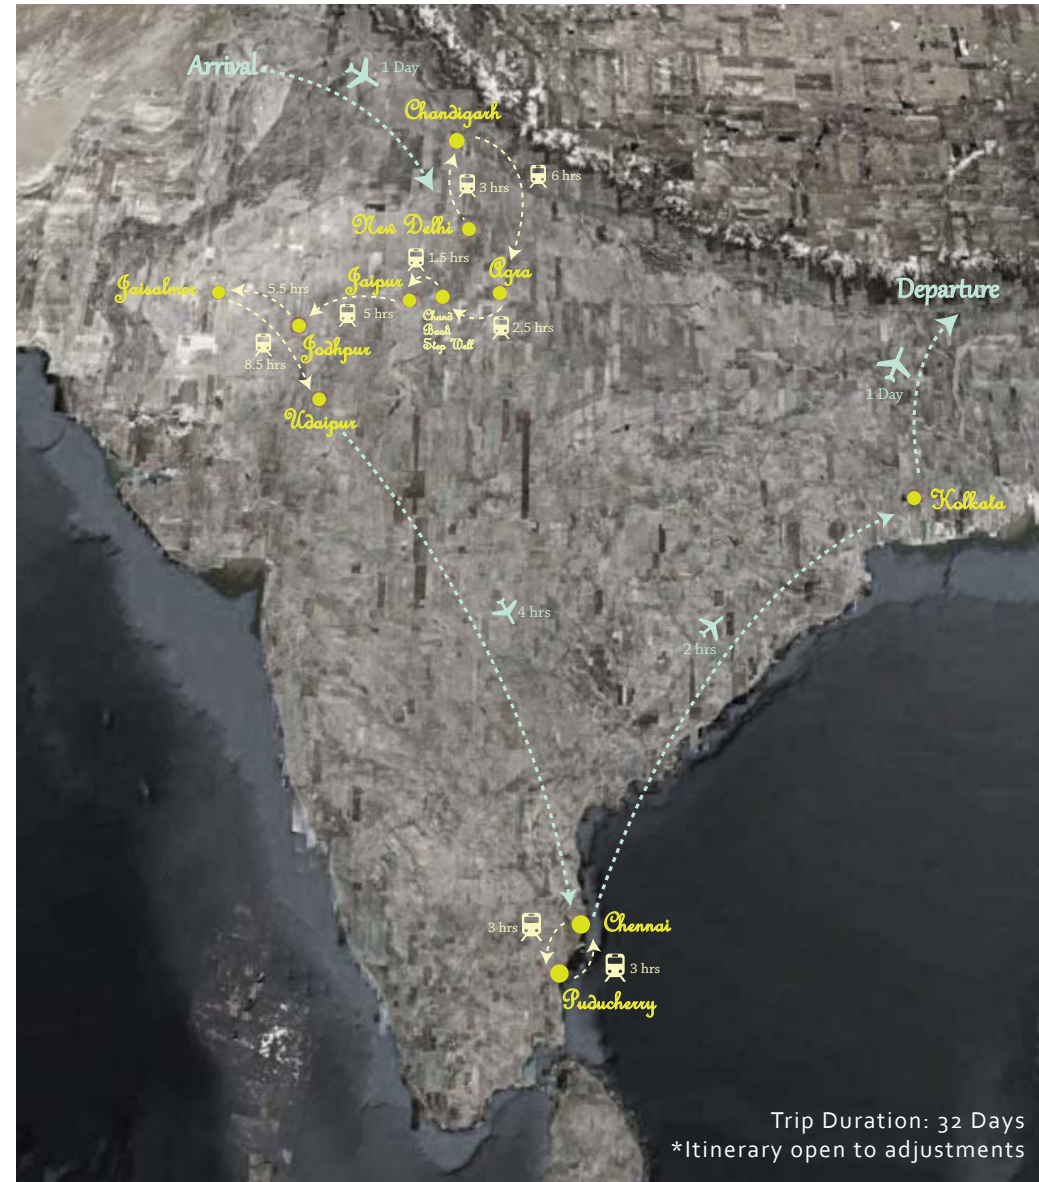 Arrival
1 Day
Chandigarh
6 hrs
3 hrs
New Delhi
1.5 hrs
Agra
Jaipur
Jaisalmer
5.5 hrs
Departure
5 hrs
Chand
Baoli
Step Well
2.5 hrs
Jodhpur
8.5 hrs
1 Day
Udaipur
Kolkata
4 hrs
2 hrs
3 hrs
Chennai
3 hrs
Puducherry
Trip Duration: 32 Days
*Itinerary open to adjustments